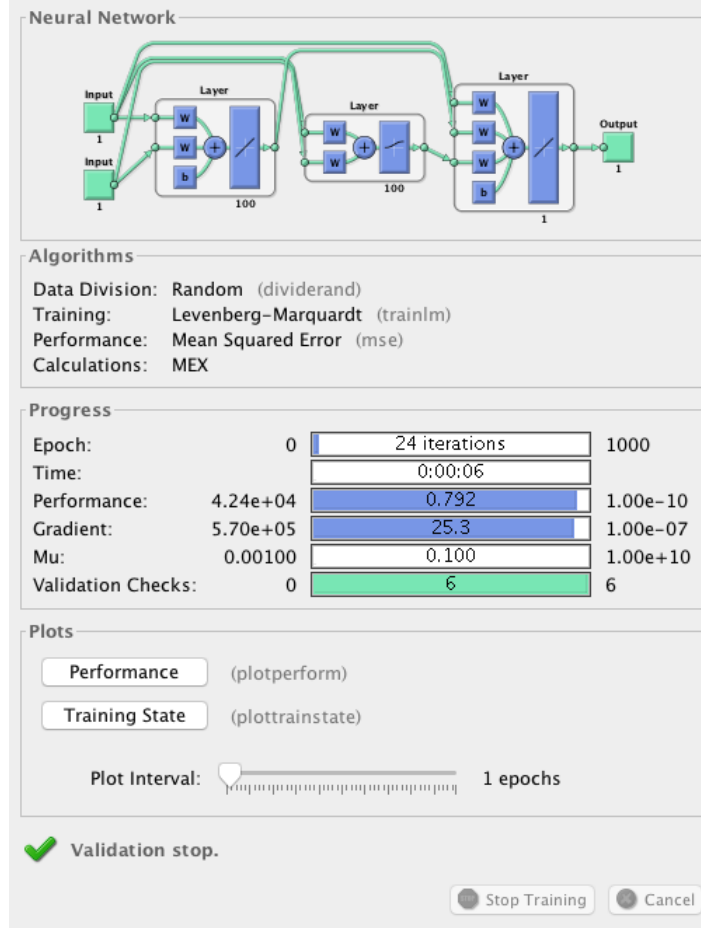 Neural Network
Layer
Input
W
W
b
1
100
Input
1
Layer
W
W
100
Layer
W
W
W
b
1
Output
1
Algorithms
Data Division: Random (dividerand)
Training: Levenberg-Marquardt (trainlm)
Performance: Mean Squared Error (mse)
Calculations: MEX
Progress
Epoch: 0 24 iterations 1000
Time: 0:00:06
Performance: 4.24e+04 0.792 1.00e-10
Gradient: 5.70e+05 25.3 1.00e-07
Mu: 0.00100 0.100 1.00e+10
Validation Checks: 0 6 6
Plots
Performance (plotperform)
Training State (plottrainstate)
Plot Interval: 1 epochs
Validation stop.
Stop Training Cancel